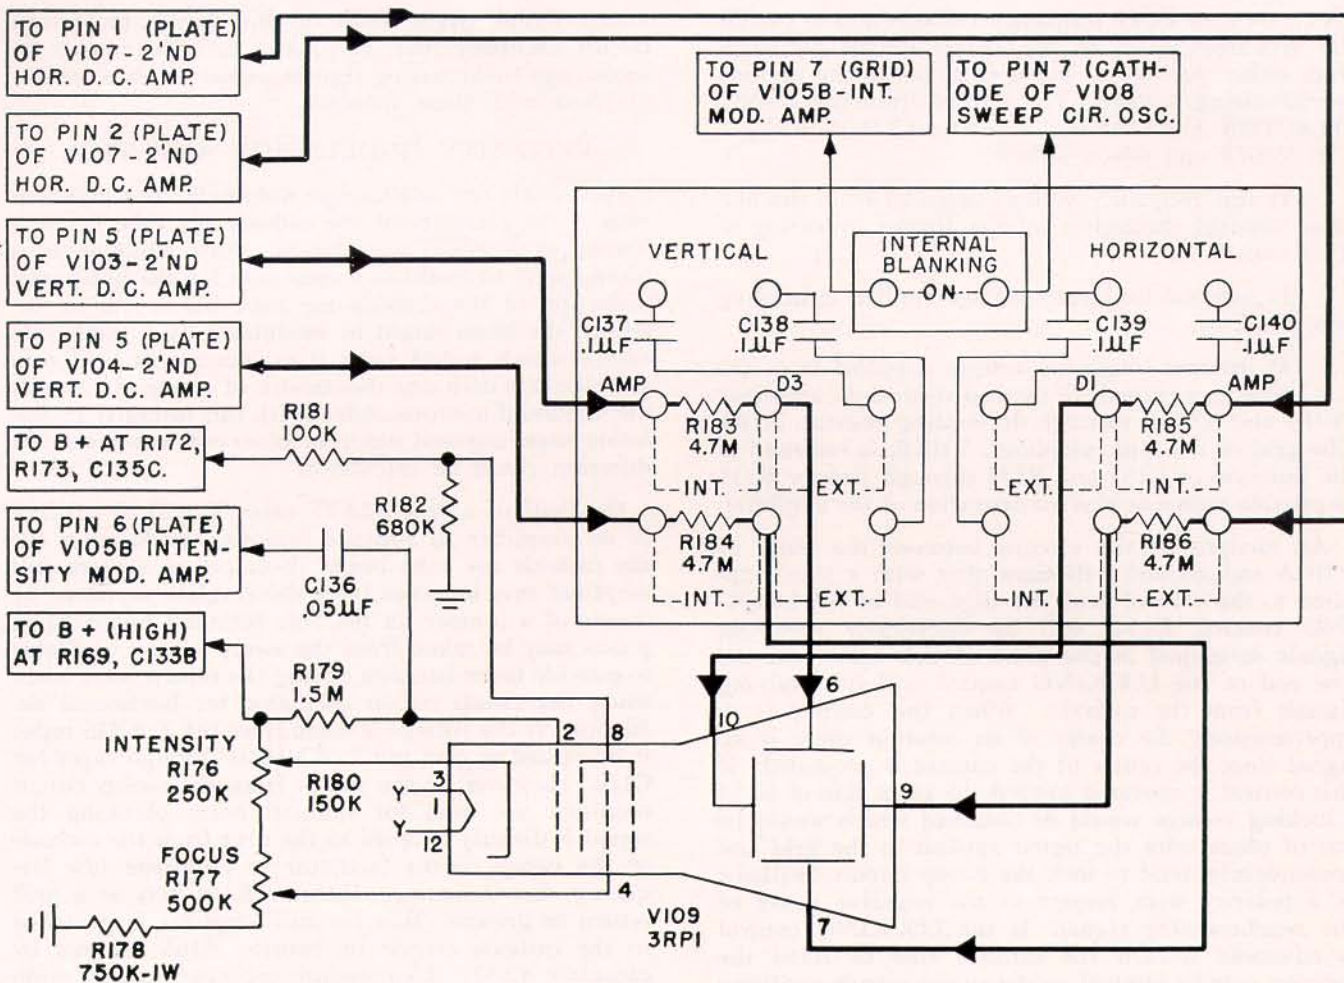 TO PIN 1 (PLATE)
OF V107-2'ND
HOR. D.C. AMP.
TO PIN 2 (PLATE)
OF V107-2'ND
HOR. D.C. AMP.
TO PIN 5 (PLATE)
OF V103-2'ND
VERT. D.C. AMP.
TO PIN 5 (PLATE)
OF V104-2'ND
VERT. D.C. AMP.
TO B+ AT R172,
R173, C135C.
TO PIN 6 (PLATE)
OF V105B INTEN-
SITY MOD. AMP.
TO B+ (HIGH)
AT R169, C133B
TO PIN 7 (GRID)
OF V105B-INT.
MOD. AMP.
TO PIN 7 (CATH-
ODE OF V108
SWEEP CIR. OSC.
VERTICAL
INTERNAL
BLANKING
ON
HORIZONTAL
C137
.1µF
C138
.1µF
C139
.1µF
C140
.1µF
AMP
D3
D1
AMP
R183
4.7M
R185
4.7M
INT.
EXT.
EXT.
INT.
R184
4.7M
R186
4.7M
INT.
EXT.
INT.
EXT.
R181
100K
R182
680K
C136
.05µF
R179
1.5M
INTENSITY
R176
250K
R180
150K
FOCUS
R177
500K
R178
750K-1W
2
8
3
Y
1
Y
12
4
10
6
9
7
V109
3RP1